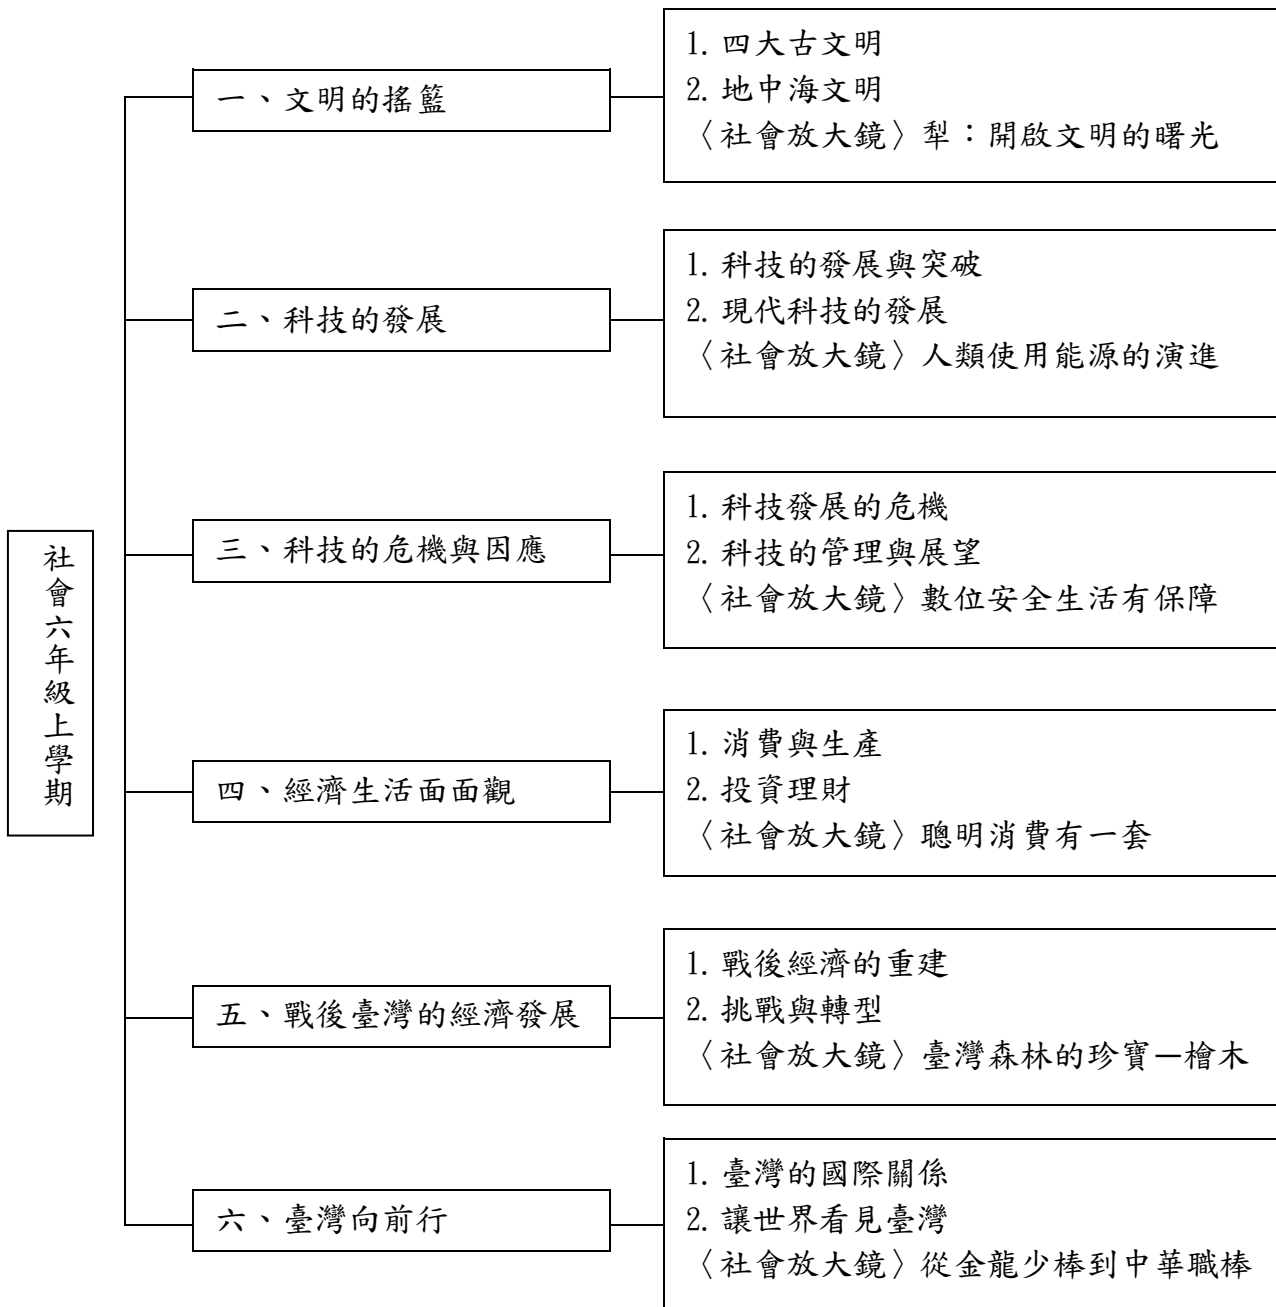 社會六年級上學期
一、文明的搖籃
1. 四大古文明
2. 地中海文明
〈社會放大鏡〉犁：開啟文明的曙光
二、科技的發展
1. 科技的發展與突破
2. 現代科技的發展
〈社會放大鏡〉人類使用能源的演進
三、科技的危機與因應
1. 科技發展的危機
2. 科技的管理與展望
〈社會放大鏡〉數位安全生活有保障
四、經濟生活面面觀
1. 消費與生產
2. 投資理財
〈社會放大鏡〉聰明消費有一套
五、戰後臺灣的經濟發展
1. 戰後經濟的重建
2. 挑戰與轉型
〈社會放大鏡〉臺灣森林的珍寶—檜木
六、臺灣向前行
1. 臺灣的國際關係
2. 讓世界看見臺灣
〈社會放大鏡〉從金龍少棒到中華職棒